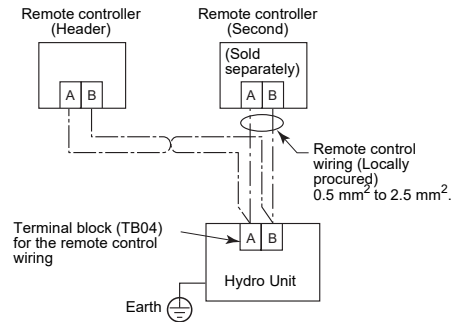 Remote controller
(Header)
Remote controller
(Second)
(Sold
separately)
A B
A B
Remote control
wiring (Locally
procured)
0.5 mm² to 2.5 mm².
Terminal block (TB04)
for the remote control
wiring
A B
Hydro Unit
Earth